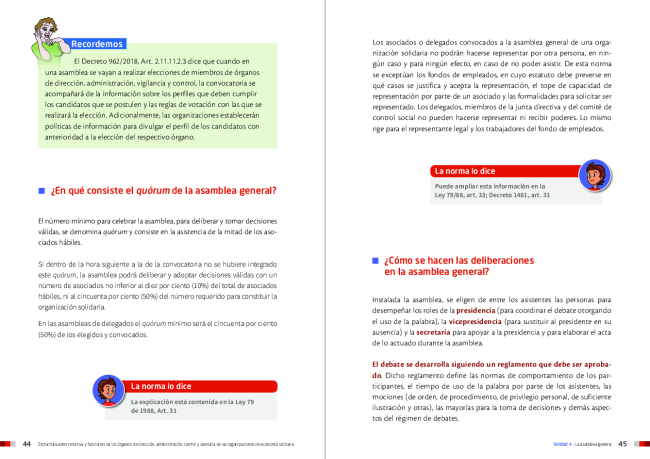 Recordemos
El Decreto 962/2018, Art. 2.11.11.2.3 dice que cuando en
una asamblea se vayan a realizar elecciones de miembros de órganos
de dirección, administración, vigilancia y control, la convocatoria se
acompañará de la información sobre los perfiles que deben cumplir
los candidatos que se postulen y las reglas de votación con las que se
realizará la elección. Adicionalmente, las organizaciones establecerán
políticas de información para divulgar el perfil de los candidatos con
anterioridad a la elección del respectivo órgano.
¿En qué consiste el quórum de la asamblea general?
El número mínimo para celebrar la asamblea, para deliberar y tomar decisiones
válidas, se denomina quórum y consiste en la asistencia de la mitad de los aso-
ciados hábiles.
Si dentro de la hora siguiente a la de la convocatoria no se hubiere integrado
este quórum, la asamblea podrá deliberar y adoptar decisiones válidas con un
número de asociados no inferior al diez por ciento (10%) del total de asociados
hábiles, ni al cincuenta por ciento (50%) del número requerido para constituir la
organización solidaria.
En las asambleas de delegados el quórum mínimo será el cincuenta por ciento
(50%) de los elegidos y convocados.
La norma lo dice
La explicación está contenida en la Ley 79
de 1988, Art. 31
44 Estructura administrativa y funciones de los órganos de dirección, administración, control y asesoría de las organizaciones de economía solidaria
Los asociados o delegados convocados a la asamblea general de una orga-
nización solidaria no podrán hacerse representar por otra persona, en nin-
gún caso y para ningún efecto, en caso de no poder asistir. De esta norma
se exceptúan los fondos de empleados, en cuyo estatuto debe preverse en
qué casos se justifica y acepta la representación, el tope de capacidad de
representación por parte de un asociado y las formalidades para solicitar ser
representado. Los delegados, miembros de la junta directiva y del comité de
control social no pueden hacerse representar ni recibir poderes. Lo mismo
rige para el representante legal y los trabajadores del fondo de empleados.
La norma lo dice
Puede ampliar esta información en la
Ley 79/88, art. 33; Decreto 1481, art. 31
¿Cómo se hacen las deliberaciones
en la asamblea general?
Instalada la asamblea, se eligen de entre los asistentes las personas para
desempeñar los roles de la presidencia (para coordinar el debate otorgando
el uso de la palabra), la vicepresidencia (para sustituir al presidente en su
ausencia) y la secretaría para apoyar a la presidencia y para elaborar el acta
de lo actuado durante la asamblea.
El debate se desarrolla siguiendo un reglamento que debe ser aproba-
do. Dicho reglamento define las normas de comportamiento de los par-
ticipantes, el tiempo de uso de la palabra por parte de los asistentes, las
mociones (de orden, de procedimiento, de privilegio personal, de suficiente
ilustración y otras), las mayorías para la toma de decisiones y demás aspec-
tos del régimen de debates.
Unidad 4 - La asamblea general 45